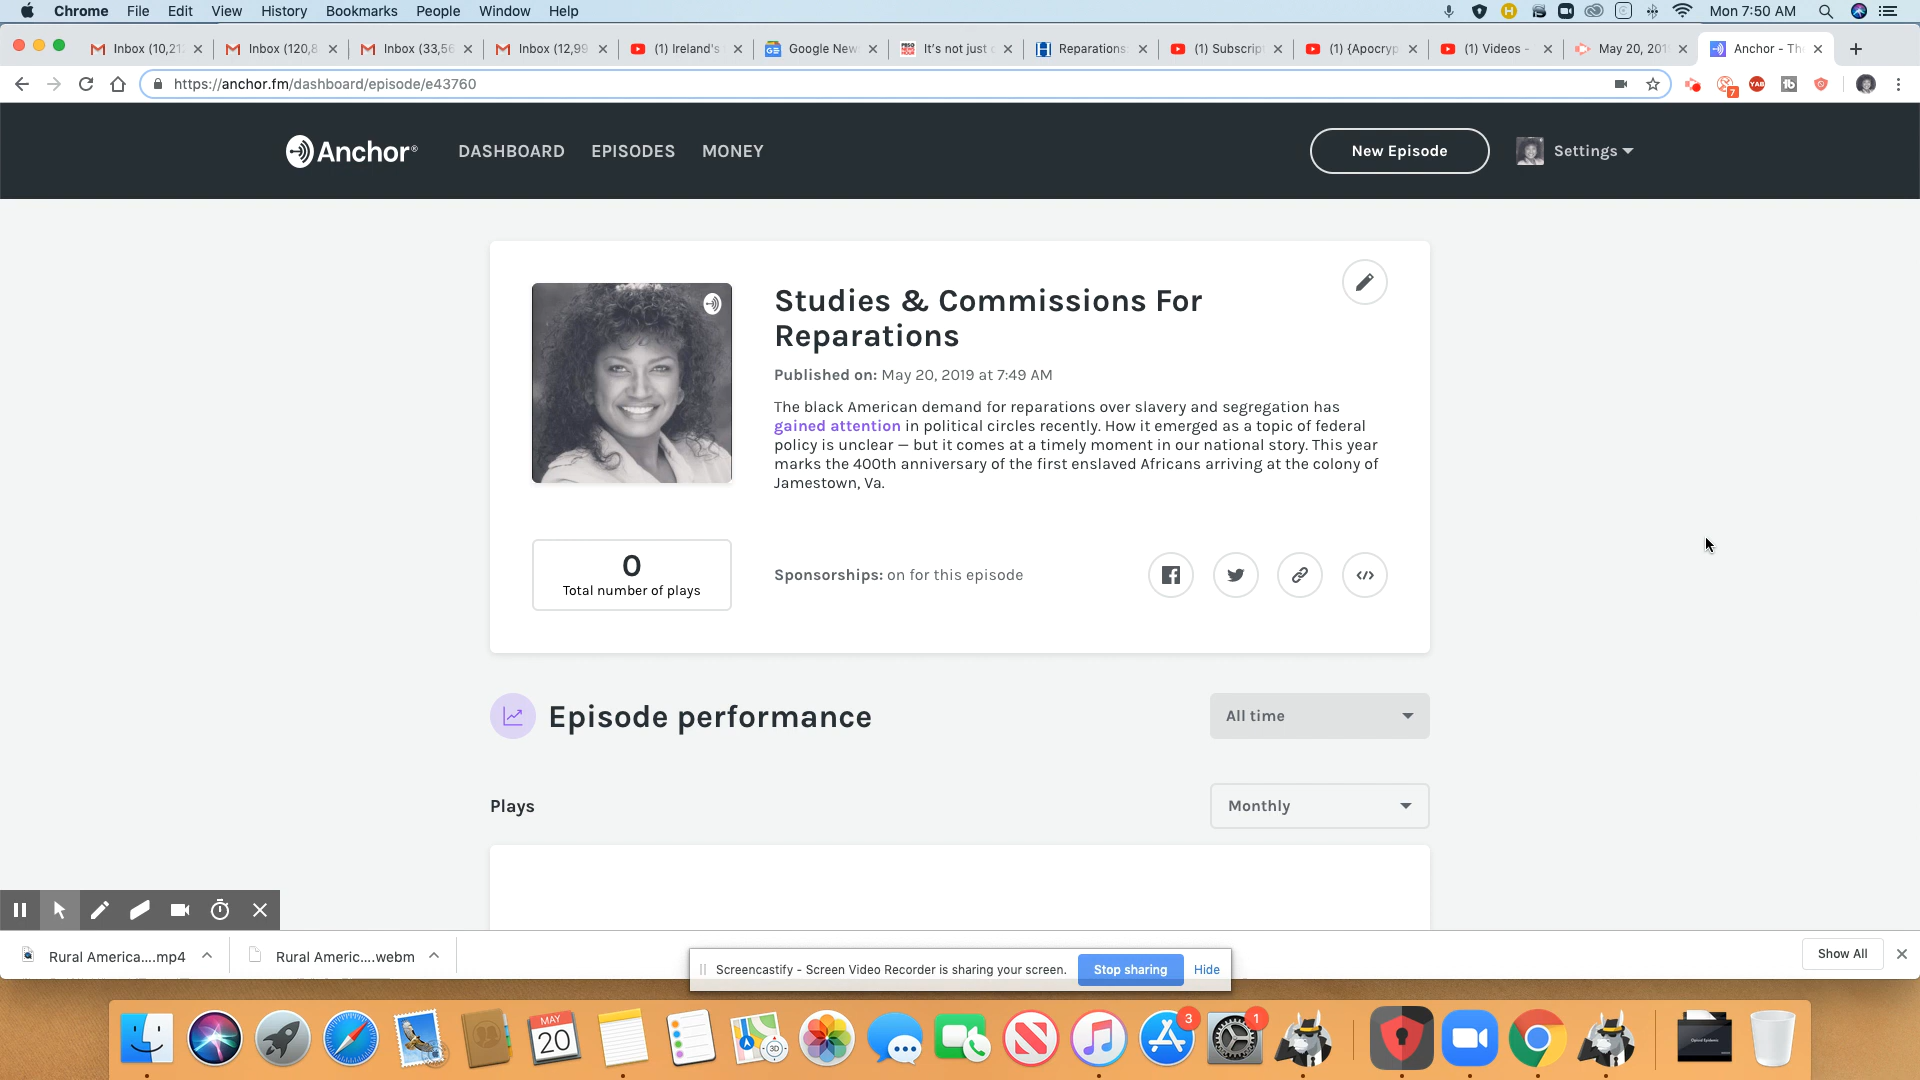 Chrome File Edit View History Bookmarks People Window Help Mon 7:50 AM
Inbox (10,21 Inbox (120,8 Inbox (33,56 Inbox (12,99 (1) Ireland's Google New It's not just Reparations (1) Subscrip (1) {Apocryp (1) Videos - May 20, 201 Anchor - Th
https://anchor.fm/dashboard/episode/e43760
Anchor DASHBOARD EPISODES MONEY New Episode Settings
Studies & Commissions For
Reparations
Published on: May 20, 2019 at 7:49 AM
The black American demand for reparations over slavery and segregation has
gained attention in political circles recently. How it emerged as a topic of federal
policy is unclear — but it comes at a timely moment in our national story. This year
marks the 400th anniversary of the first enslaved Africans arriving at the colony of
Jamestown, Va.
0
Total number of plays
Sponsorships: on for this episode
Episode performance All time
Plays Monthly
Rural America....mp4 Rural Americ....webm Show All
Screencastify - Screen Video Recorder is sharing your screen. Stop sharing Hide
MAY
20
3D
3
1
7